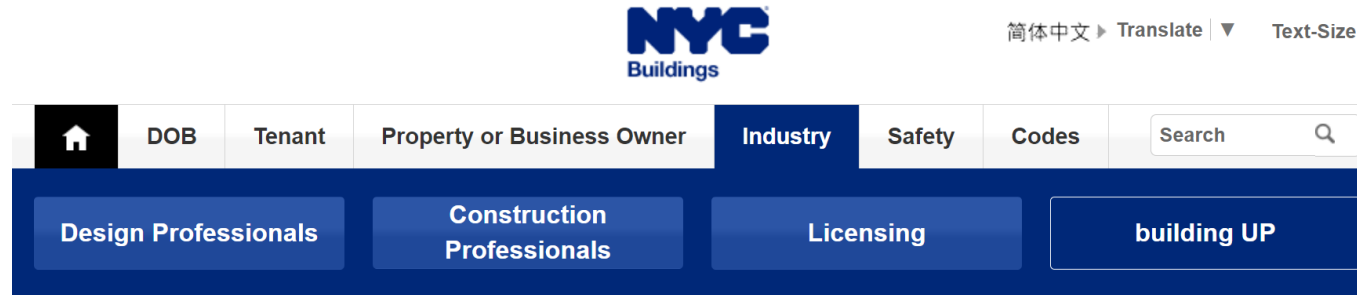 NYC
Buildings
简体中文 Translate ▼ Text-Size
DOB Tenant Property or Business Owner Industry Safety Codes Search
Design Professionals Construction Professionals Licensing building UP